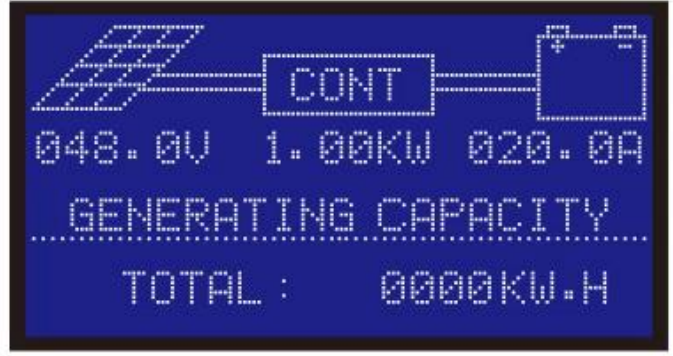 CONT
+ -
048.0V 1.00KW 020.0A
GENERATING CAPACITY
TOTAL: 0000KW.H